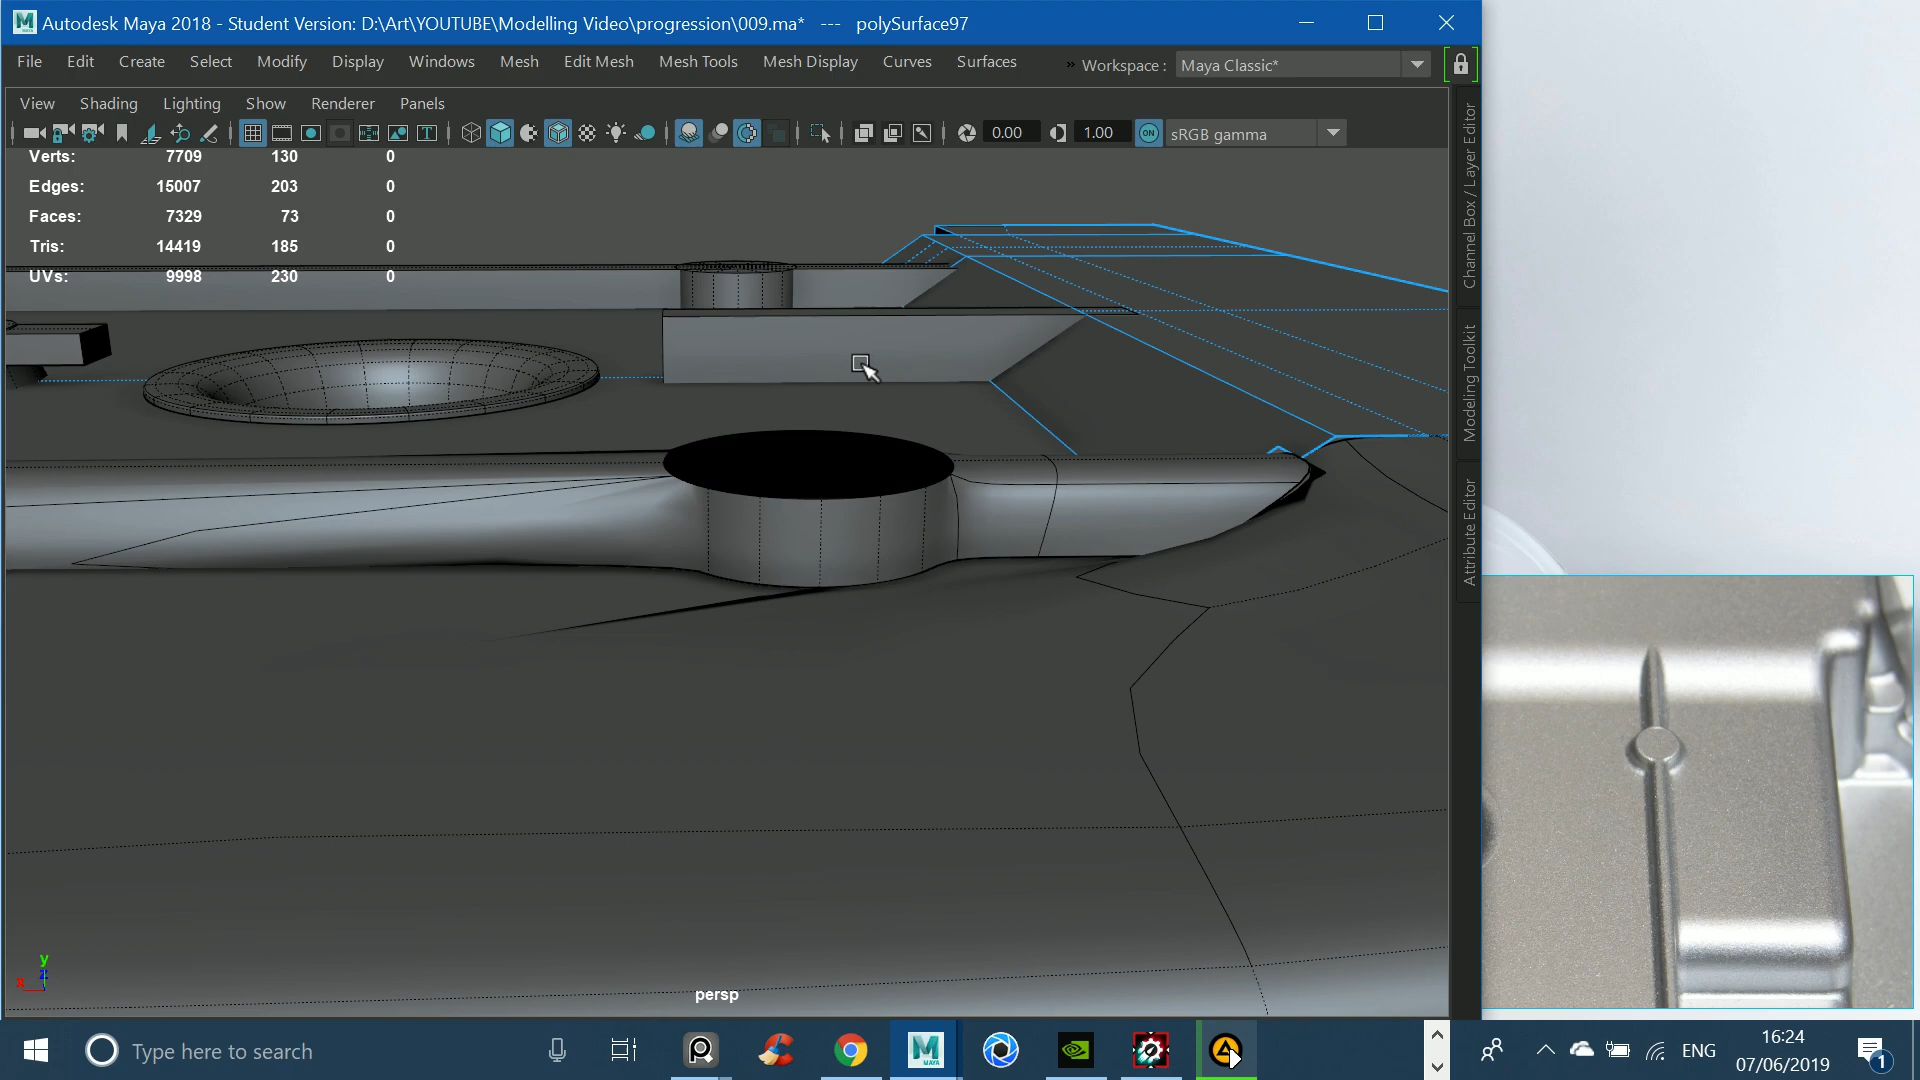 Autodesk Maya 2018 - Student Version: D:\Art\YOUTUBE\Modelling Video\progression\009.ma* --- polySurface97
File Edit Create Select Modify Display Windows Mesh Edit Mesh Mesh Tools Mesh Display Curves Surfaces » Workspace : Maya Classic*
View Shading Lighting Show Renderer Panels
0.00 1.00 ON sRGB gamma
Verts: 7709 130 0
Edges: 15007 203 0
Faces: 7329 73 0
Tris: 14419 185 0
UVs: 9998 230 0
Channel Box / Layer Editor
Modeling Toolkit
Attribute Editor
y
x z
persp
Type here to search
MAYA
ENG
16:24
07/06/2019
1